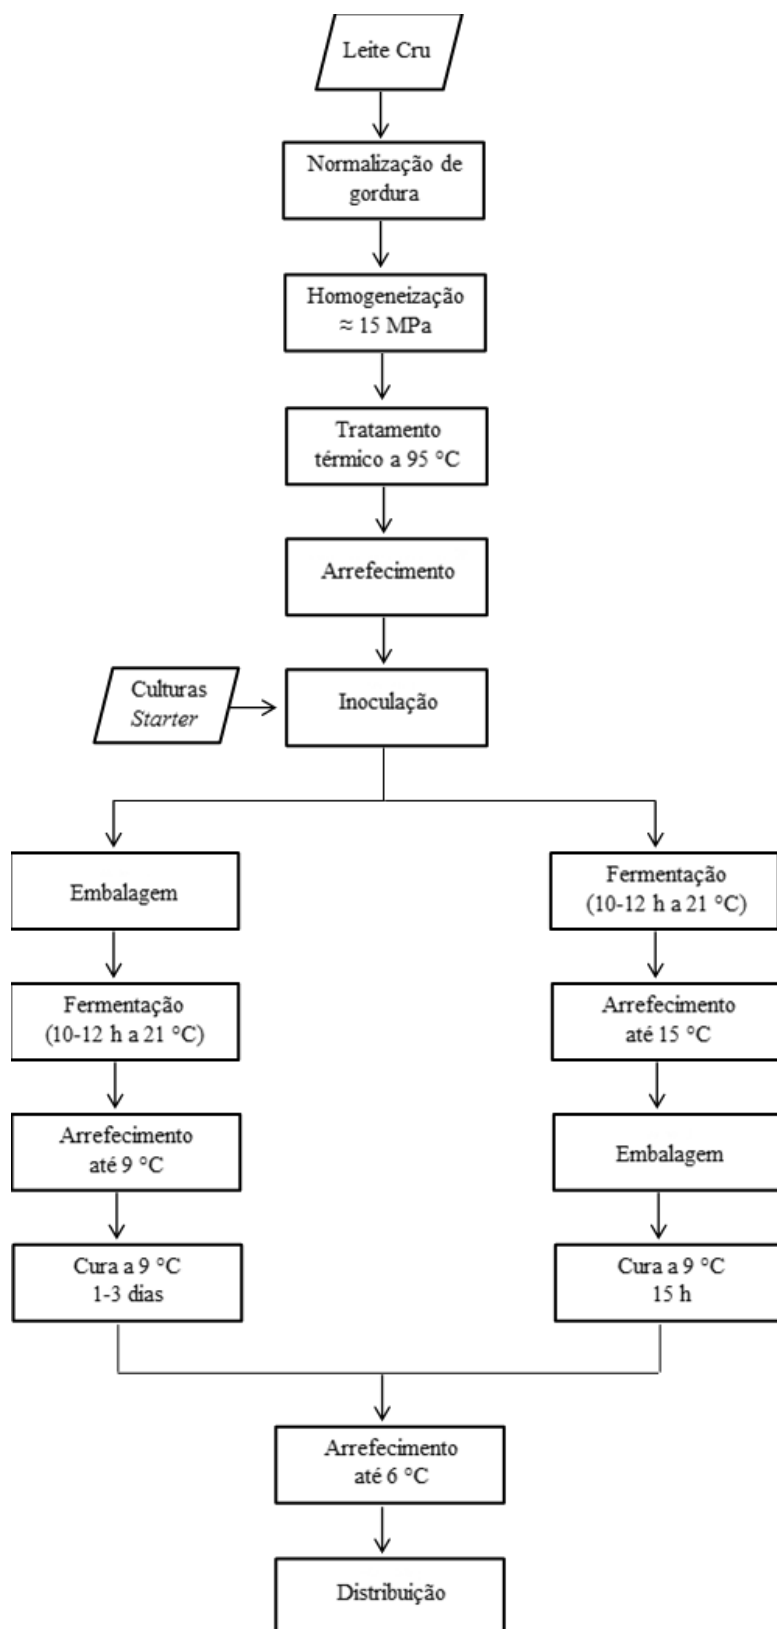 Leite Cru
Normalização de
gordura
Homogeneização
≈ 15 MPa
Tratamento
térmico a 95 °C
Arrefecimento
Culturas
Starter
Inoculação
Embalagem
Fermentação
(10-12 h a 21 °C)
Arrefecimento
até 9 °C
Cura a 9 °C
1-3 dias
Fermentação
(10-12 h a 21 °C)
Arrefecimento
até 15 °C
Embalagem
Cura a 9 °C
15 h
Arrefecimento
até 6 °C
Distribuição